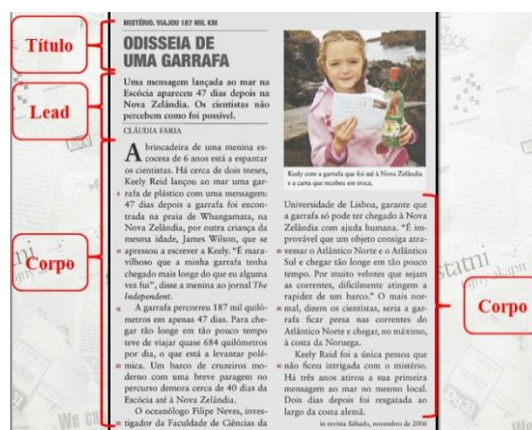 MISTÉRIO. VIAJOU 187 MIL KM
Título
ODISSEIA DE
UMA GARRAFA
Lead
Uma mensagem lançada ao mar na
Escócia apareceu 47 dias depois na
Nova Zelândia. Os cientistas não
percebem como foi possível.
CLÁUDIA FARIA
Corpo
A brincadeira de uma menina es-
cocesa de 6 anos está a espantar
os cientistas. Há cerca de dois meses,
Keely Reid lançou ao mar uma gar-
5 rafa de plástico com uma mensagem:
47 dias depois a garrafa foi encon-
trada na praia de Whangamata, na
Nova Zelândia, por outra criança da
mesma idade, James Wilson, que se
apressou a escrever a Keely. "É mara-
vilhoso que a minha garrafa tenha
chegado mais longe do que eu alguma
vez fui", disse a menina ao jornal The
Independent.
15 A garrafa percorreu 187 mil quiló-
metros em apenas 47 dias. Para che-
gar tão longe em tão pouco tempo
teve de viajar quase 684 quilómetros
por dia, o que está a levantar polé-
20 mica. Um barco de cruzeiros mo-
derno com uma breve paragem no
percurso demora cerca de 40 dias da
Escócia até à Nova Zelândia.
O oceanólogo Filipe Neves, inves-
25 tigador da Faculdade de Ciências da
Keely com a garrafa que foi até à Nova Zelândia
e a carta que recebeu em troca.
Universidade de Lisboa, garante que
a garrafa só pode ter chegado à Nova
Zelândia com ajuda humana. "É im-
provável que um objeto consiga atra-
30 vessar o Atlântico Norte e o Atlântico
Sul e chegar tão longe em tão pouco
tempo. Por muito velozes que sejam
as correntes, dificilmente atingem a
rapidez de um barco." O mais nor-
35 mal, dizem os cientistas, seria a gar-
rafa ficar presa nas correntes do
Atlântico Norte e chegar, no máximo,
à costa da Noruega.
Keely Reid foi a única pessoa que
40 não ficou intrigada com o mistério.
Há três anos atirou a sua primeira
mensagem ao mar no mesmo local.
Dois dias depois foi resgatada ao
largo da costa alemã.
in revista Sábado, novembro de 2006
Corpo
We ca